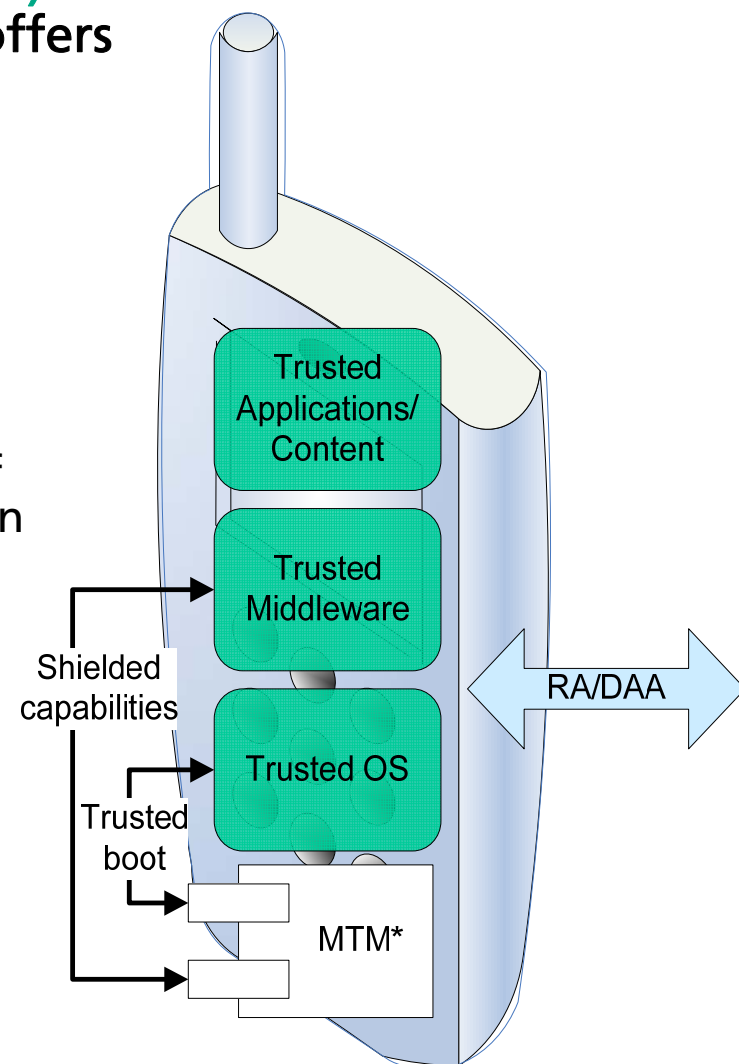 offers
Trusted
Applications/
Content
n
Trusted
Middleware
Shielded
capabilities
RA/DAA
Trusted OS
Trusted
boot
MTM*